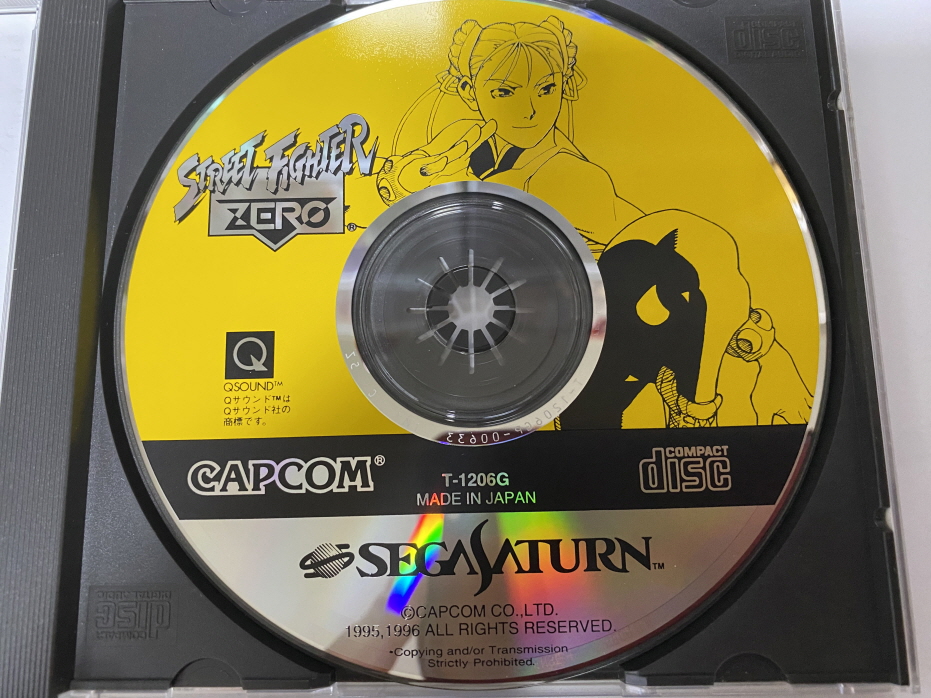 STREET FIGHTER
ZERO®
Q
QSOUND™
Qサウンド™は
Qサウンド社の
商標です。
CAPCOM®
T-1206G
MADE IN JAPAN
COMPACT
disc
SEGA SATURN™
©CAPCOM CO.,LTD.
1995,1996 ALL RIGHTS RESERVED.
•Copying and/or Transmission
Strictly Prohibited.